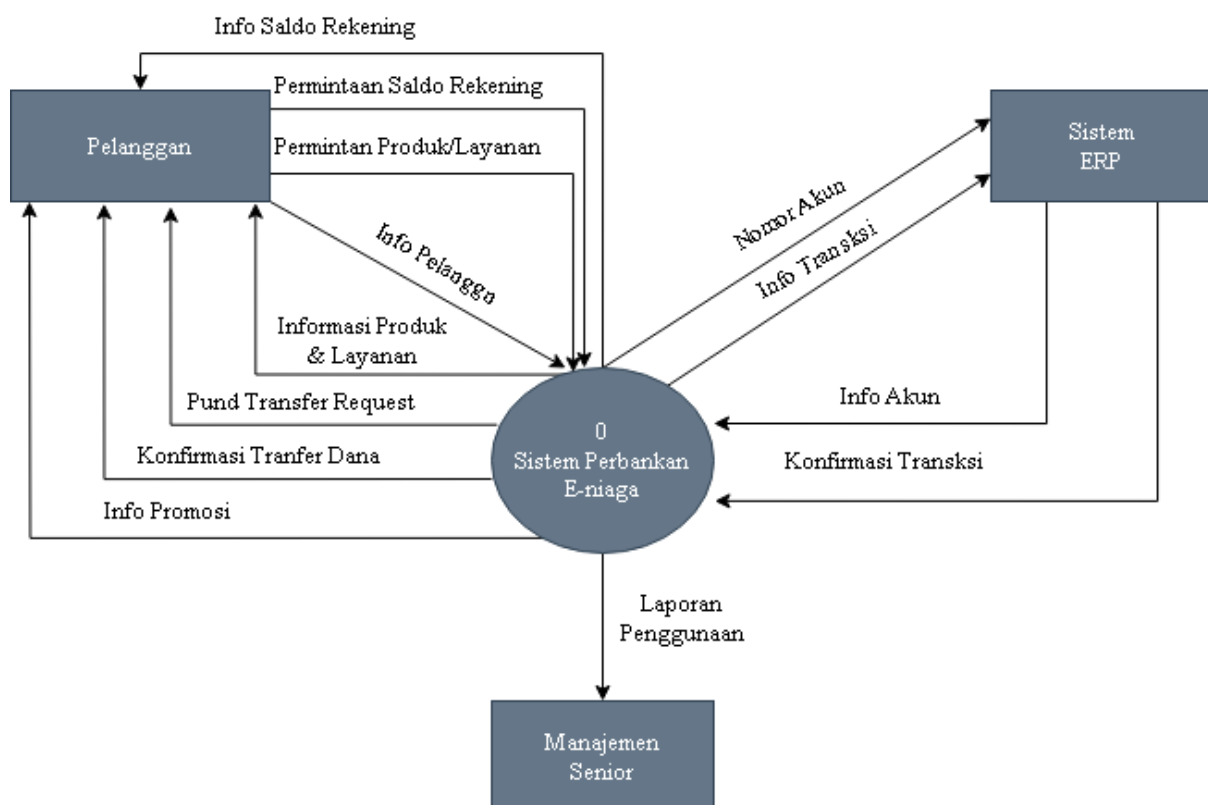 Info Saldo Rekening
Permintaan Saldo Rekening
Pelanggan
Permintan Produk/Layanan
Sistem
ERP
Nomor Akun
Info Transksi
Info Pelanggn
Informasi Produk
& Layanan
Pund Transfer Request
Info Akun
0
Sistem Perbankan
E-niaga
Konfirmasi Tranfer Dana
Konfirmasi Transksi
Info Promosi
Laporan
Penggunaan
Manajemen
Senior